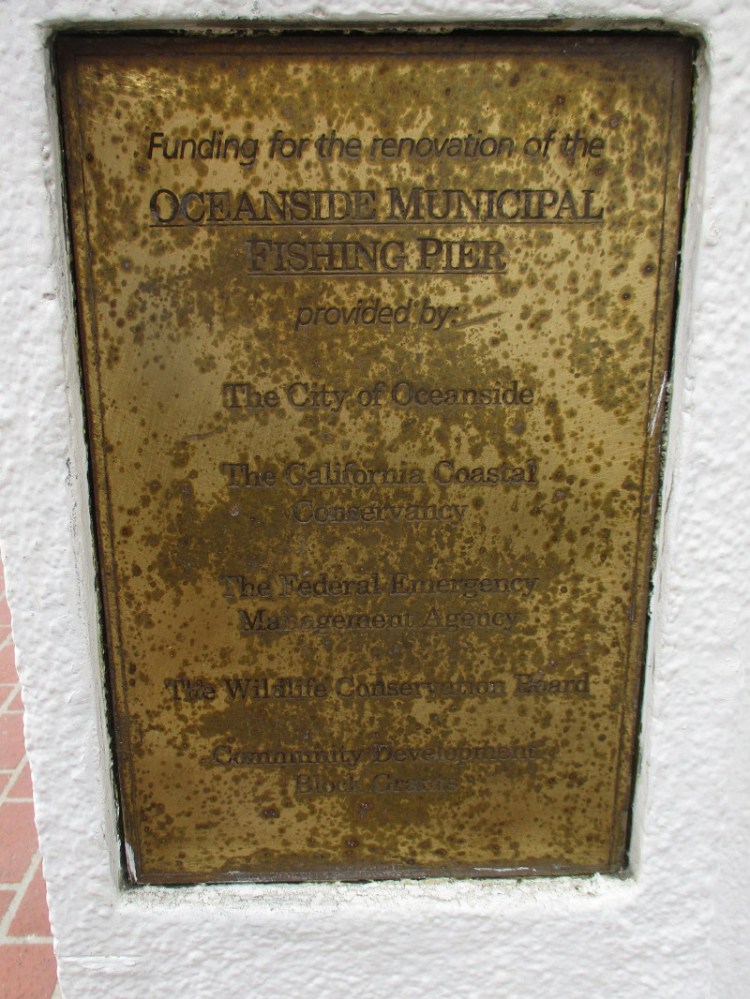 Funding for the renovation of the
OCEANSIDE MUNICIPAL
FISHING PIER
provided by:
The City of Oceanside
The California Coastal
Conservancy
The Federal Emergency
Management Agency
The Wildlife Conservation Board
Community Development
Block Grants